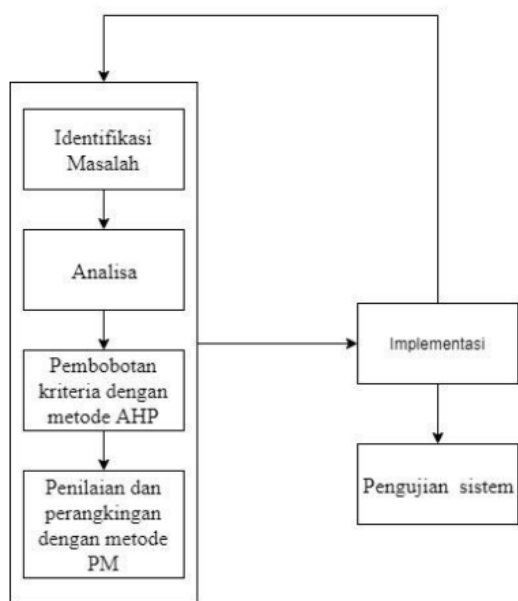 Identifikasi
Masalah
Analisa
Pembobotan
kriteria dengan
metode AHP
Penilaian dan
perangkingan
dengan metode
PM
Implementasi
Pengujian sistem